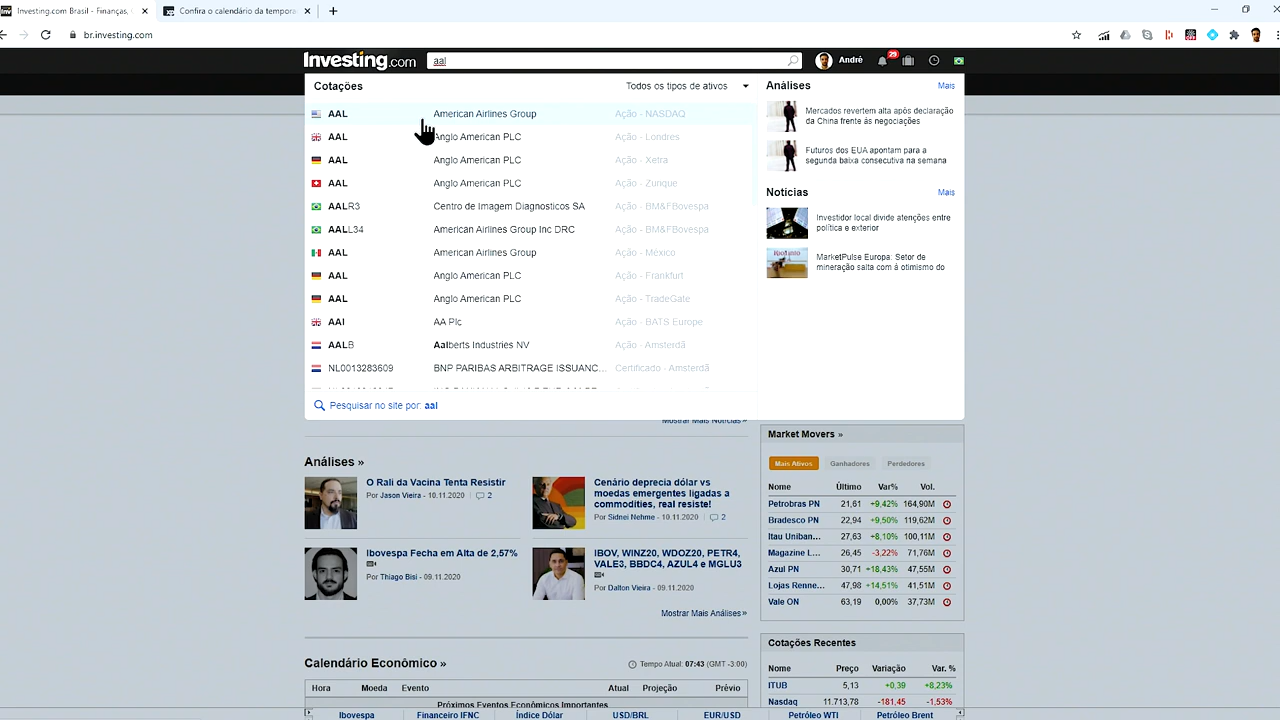 Investing.com Brasil - Finanças,
Confira o calendário da tempora
br.investing.com
Investing.com
aal
André
29
Cotações
Todos os tipos de ativos
AAL American Airlines Group Ação - NASDAQ
AAL Anglo American PLC Ação - Londres
AAL Anglo American PLC Ação - Xetra
AAL Anglo American PLC Ação - Zurique
AALR3 Centro de Imagem Diagnosticos SA Ação - BM&FBovespa
AALL34 American Airlines Group Inc DRC Ação - BM&FBovespa
AAL American Airlines Group Ação - México
AAL Anglo American PLC Ação - Frankfurt
AAL Anglo American PLC Ação - TradeGate
AAl AA Plc Ação - BATS Europe
AALB Aalberts Industries NV Ação - Amsterdã
NL0013283609 BNP PARIBAS ARBITRAGE ISSUANC... Certificado - Amsterdã
Pesquisar no site por: aal
Análises
Mais
Mercados revertem alta após declaração
da China frente às negociações
Futuros dos EUA apontam para a
segunda baixa consecutiva na semana
Notícias
Mais
Investidor local divide atenções entre
política e exterior
MarketPulse Europa: Setor de
mineração salta com a otimismo do
Mostrar Mais Notícias»
Análises »
O Rali da Vacina Tenta Resistir
Por Jason Vieira - 10.11.2020 | 2
Cenário deprecia dólar vs
moedas emergentes ligadas a
commodities, real resiste!
Por Sidnei Nehme - 10.11.2020 | 2
Ibovespa Fecha em Alta de 2,57%
Por Thiago Bisi - 09.11.2020
IBOV, WINZ20, WDOZ20, PETR4,
VALE3, BBDC4, AZUL4 e MGLU3
Por Dalton Vieira - 09.11.2020
Mostrar Mais Análises»
Calendário Econômico »
Tempo Atual: 07:43 (GMT -3:00)
Hora Moeda Evento Atual Projeção Prévio
Próximos Eventos Econômicos Importantes
Market Movers »
Mais Ativos Ganhadores Perdedores
Nome Último Var% Vol.
Petrobras PN 21,61 +9,42% 164,90M
Bradesco PN 22,94 +9,50% 119,62M
Itau Uniban... 27,63 +8,10% 100,11M
Magazine L... 26,45 -3.22% 71,76M
Azul PN 30,71 +18,43% 47,55M
Lojas Renne... 47,98 +14,51% 41,51M
Vale ON 63,19 0,00% 37,73M
Cotações Recentes
Nome Preço Variação Var. %
ITUB 5,13 +0,39 +8,23%
Nasdaq 11.713,78 -181,45 -1,53%
Ibovespa Financeiro IFNC Índice Dólar USD/BRL EUR/USD Petróleo WTI Petróleo Brent